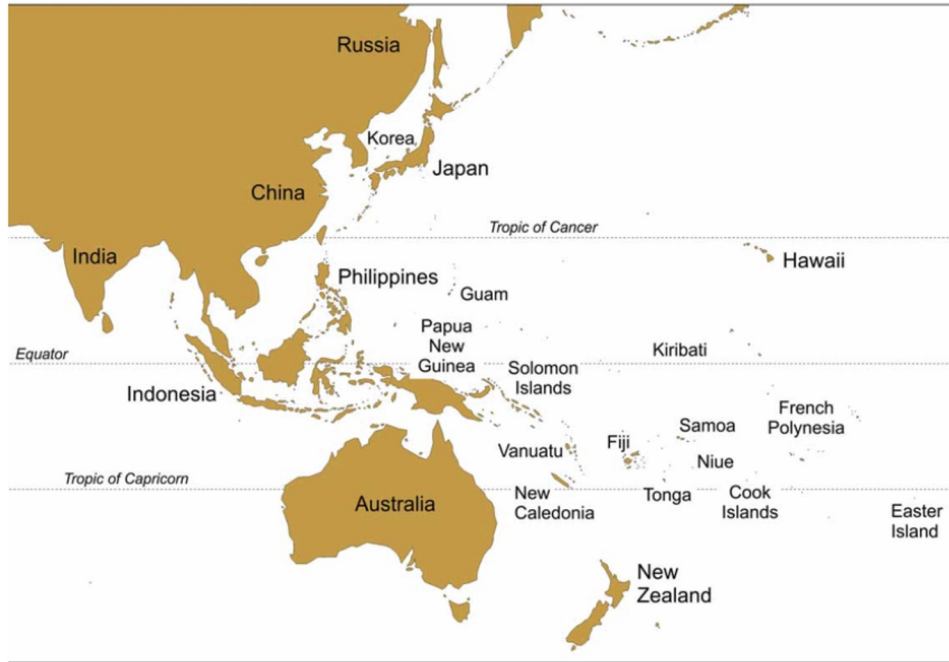 Russia
Korea
Japan
China
Tropic of Cancer
India
Hawaii
Philippines
Guam
Papua
New
Guinea
Equator
Kiribati
Solomon
Islands
Indonesia
French
Polynesia
Samoa
Fiji
Vanuatu
Niue
Tropic of Capricorn
Australia
New
Caledonia
Tonga
Cook
Islands
Easter
Island
New
Zealand